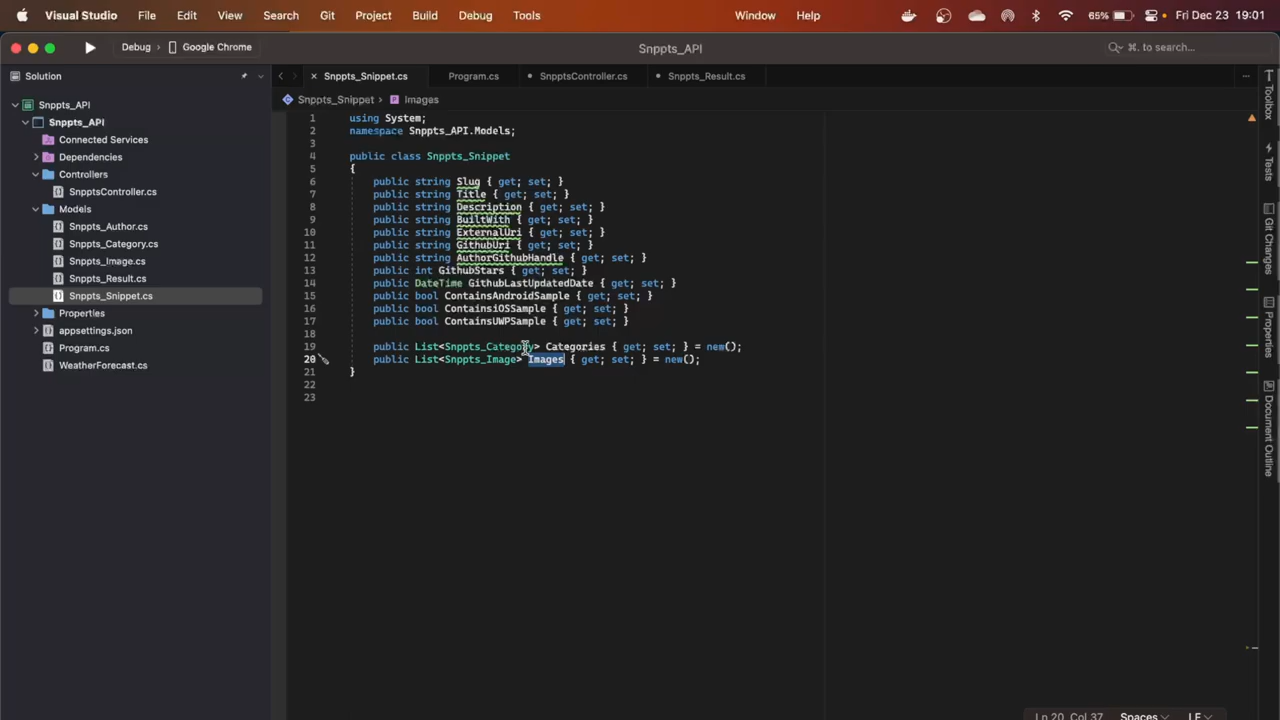 Visual Studio File Edit View Search Git Project Build Debug Tools Window Help 65% Fri Dec 23 19:01
Debug Google Chrome Snppts_API ⌘. to search...
Solution
Snppts_Snippet.cs Program.cs SnpptsController.cs Snppts_Result.cs
Snppts_API
Snppts_API
Connected Services
Dependencies
Controllers
SnpptsController.cs
Models
Snppts_Author.cs
Snppts_Category.cs
Snppts_Image.cs
Snppts_Result.cs
Snppts_Snippet.cs
Properties
appsettings.json
Program.cs
WeatherForecast.cs
Snppts_Snippet > Images
1 using System;
2 namespace Snppts_API.Models;
3
4 public class Snppts_Snippet
5 {
6 public string Slug { get; set; }
7 public string Title { get; set; }
8 public string Description { get; set; }
9 public string BuiltWith { get; set; }
10 public string ExternalUri { get; set; }
11 public string GithubUri { get; set; }
12 public string AuthorGithubHandle { get; set; }
13 public int GithubStars { get; set; }
14 public DateTime GithubLastUpdatedDate { get; set; }
15 public bool ContainsAndroidSample { get; set; }
16 public bool ContainsiOSSample { get; set; }
17 public bool ContainsUWPSample { get; set; }
18
19 public List<Snppts_Category> Categories { get; set; } = new();
20 public List<Snppts_Image> Images { get; set; } = new();
21 }
22
23
Toolbox
Tests
Git Changes
Properties
Document Outline
Ln 20, Col 37 Spaces LF